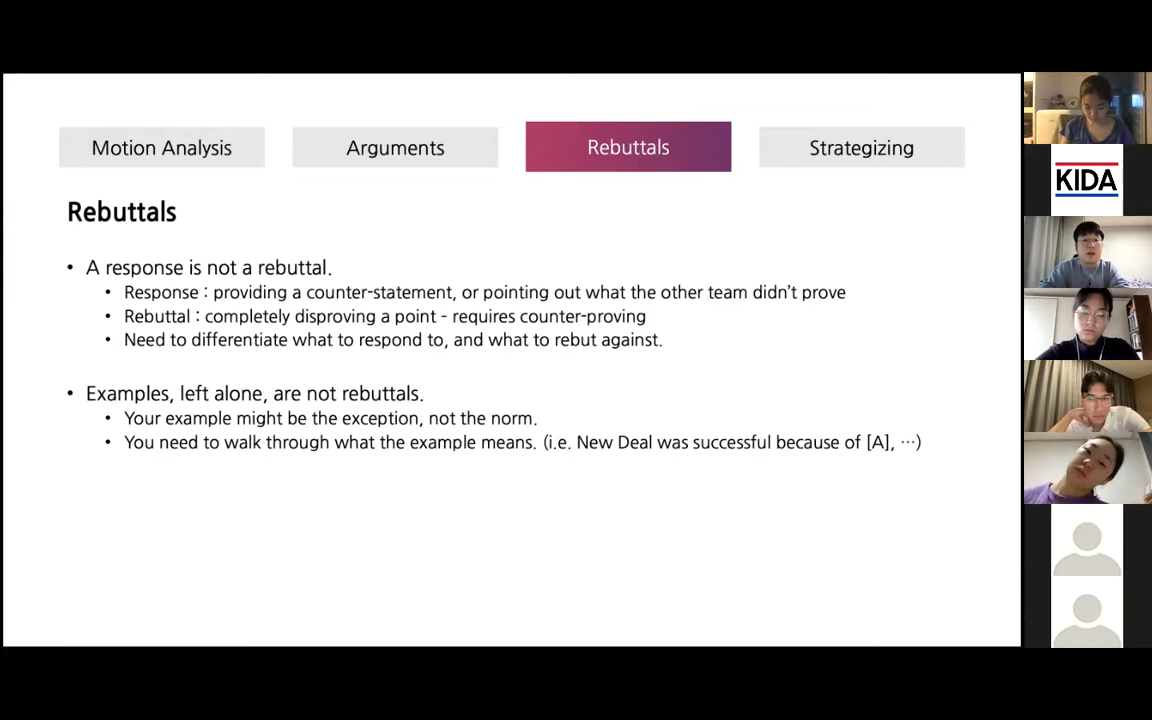 Motion Analysis
Arguments
Rebuttals
Strategizing
Rebuttals
• A response is not a rebuttal.
• Response : providing a counter-statement, or pointing out what the other team didn't prove
• Rebuttal : completely disproving a point - requires counter-proving
• Need to differentiate what to respond to, and what to rebut against.
• Examples, left alone, are not rebuttals.
• Your example might be the exception, not the norm.
• You need to walk through what the example means. (i.e. New Deal was successful because of [A], …)
KIDA